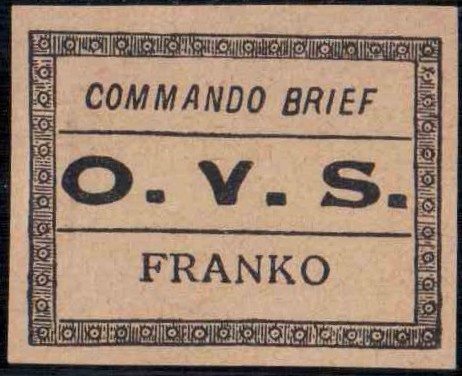 COMMANDO BRIEF
O. V. S.
FRANKO